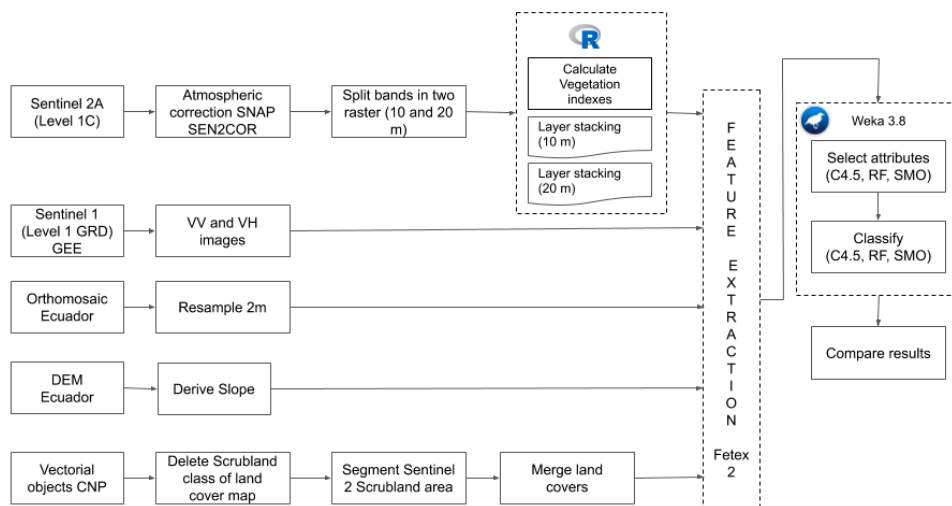 Sentinel 2A
(Level 1C)
Atmospheric
correction SNAP
SEN2COR
Split bands in two
raster (10 and 20
m)
R
Calculate
Vegetation
indexes
Layer stacking
(10 m)
Layer stacking
(20 m)
Sentinel 1
(Level 1 GRD)
GEE
VV and VH
images
Orthomosaic
Ecuador
Resample 2m
DEM
Ecuador
Derive Slope
Vectorial
objects CNP
Delete Scrubland
class of land
cover map
Segment Sentinel
2 Scrubland area
Merge land
covers
F
E
A
T
U
R
E
E
X
T
R
A
C
T
I
O
N
Fetex
2
Weka 3.8
Select attributes
(C4.5, RF, SMO)
Classify
(C4.5, RF, SMO)
Compare results